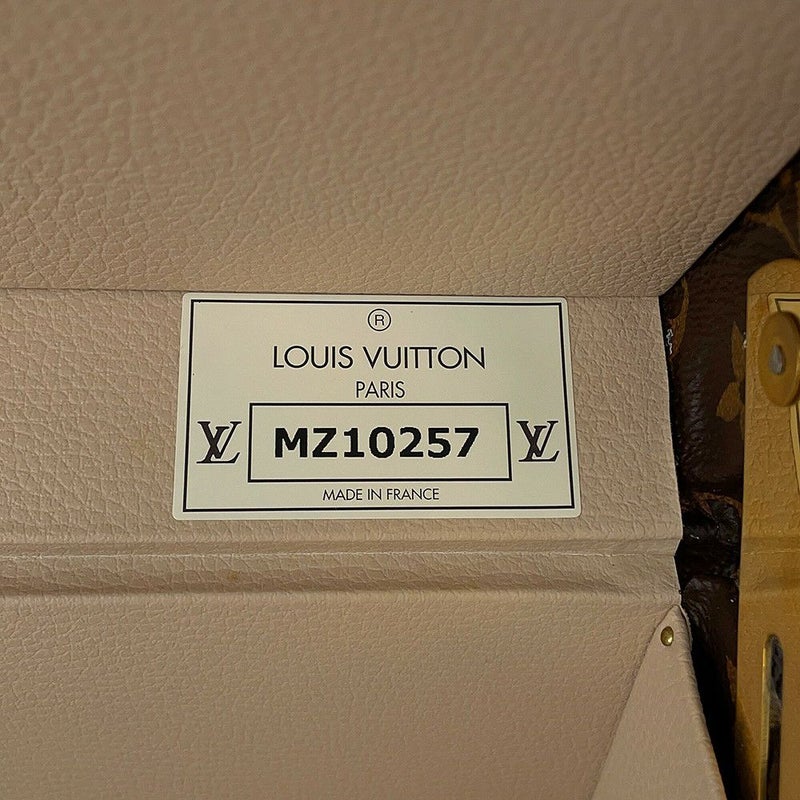 ®
LOUIS VUITTON
PARIS
LV MZ10257 LV
MADE IN FRANCE